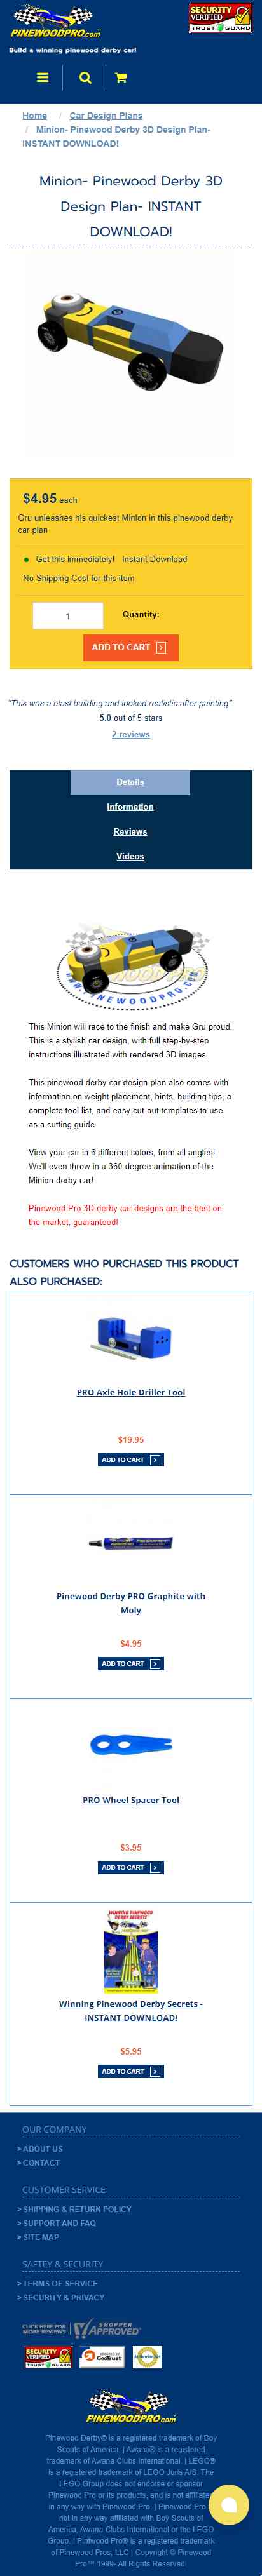 PINEWOODPRO.COM
SECURITY
VERIFIED
TRUST GUARD
Build a winning pinewood derby car!
Home / Car Design Plans
/ Minion- Pinewood Derby 3D Design Plan-
INSTANT DOWNLOAD!
Minion- Pinewood Derby 3D
Design Plan- INSTANT
DOWNLOAD!
$4.95 each
Gru unleashes his quickest Minion in this pinewood derby
car plan
Get this immediately! Instant Download
No Shipping Cost for this item
1 Quantity:
ADD TO CART
"This was a blast building and looked realistic after painting"
5.0 out of 5 stars
2 reviews
Details
Information
Reviews
Videos
This Minion will race to the finish and make Gru proud.
This is a stylish car design, with full step-by-step
instructions illustrated with rendered 3D images.
This pinewood derby car design plan also comes with
information on weight placement, hints, building tips, a
complete tool list, and easy cut-out templates to use
as a cutting guide.
View your car in 6 different colors, from all angles!
We'll even throw in a 360 degree animation of the
Minion derby car!
Pinewood Pro 3D derby car designs are the best on
the market, guaranteed!
CUSTOMERS WHO PURCHASED THIS PRODUCT
ALSO PURCHASED:
PRO Axle Hole Driller Tool
$19.95
ADD TO CART
Pinewood Derby PRO Graphite with
Moly
$4.95
ADD TO CART
PRO Wheel Spacer Tool
$3.95
ADD TO CART
WINNING PINEWOOD
DERBY SECRETS
Winning Pinewood Derby Secrets -
INSTANT DOWNLOAD!
$5.95
ADD TO CART
OUR COMPANY
> ABOUT US
> CONTACT
CUSTOMER SERVICE
> SHIPPING & RETURN POLICY
> SUPPORT AND FAQ
> SITE MAP
SAFTEY & SECURITY
> TERMS OF SERVICE
> SECURITY & PRIVACY
CLICK HERE FOR
MORE REVIEWS
SHOPPER
APPROVED
SECURITY
VERIFIED
TRUST GUARD
GeoTrust
PINEWOODPRO.COM
Pinewood Derby® is a registered trademark of Boy
Scouts of America. | Awana® is a registered
trademark of Awana Clubs International. | LEGO®
is a registered trademark of LEGO Juris A/S. The
LEGO Group does not endorse or sponsor
Pinewood Pro or its products, and is not affiliated
in any way with Pinewood Pro. | Pinewood Pro
not in any way affiliated with Boy Scouts of
America, Awana Clubs International or the LEGO
Group. | Pinewood Pro® is a registered trademark
of Pinewood Pros, LLC | Copyright © Pinewood
Pro™ 1999- All Rights Reserved.